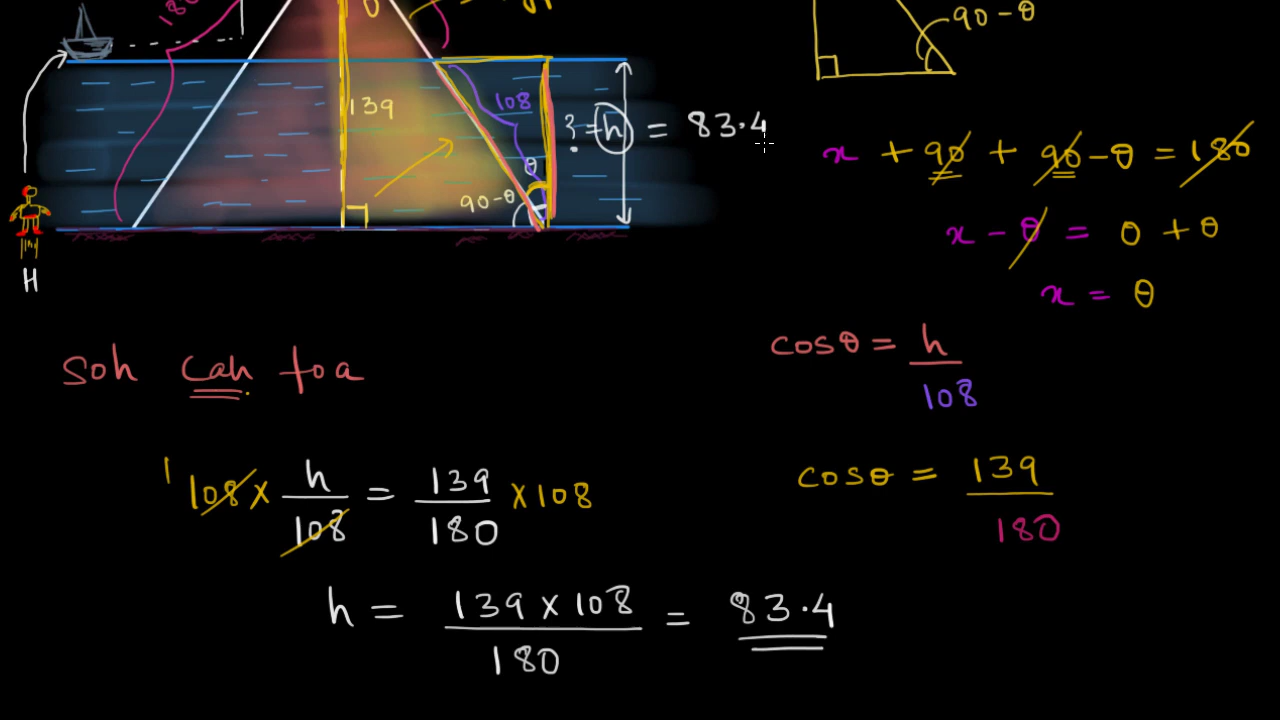 180
θ
90-θ
139
108
? = h = 83.4
θ
90-θ
x + 90 + 90-θ = 180
x - θ = 0 + θ
x = θ
H
soh cah toa
cosθ = h / 108
1 108 × h / 108 = 139 / 180 × 108
cosθ = 139 / 180
h = 139 × 108 / 180 = 83.4